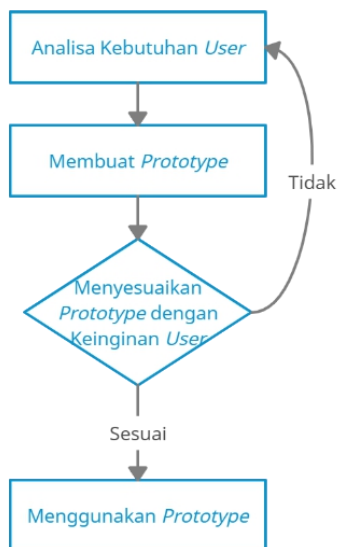 Analisa Kebutuhan User
Membuat Prototype
Tidak
Menyesuaikan
Prototype dengan
Keinginan User
Sesuai
Menggunakan Prototype